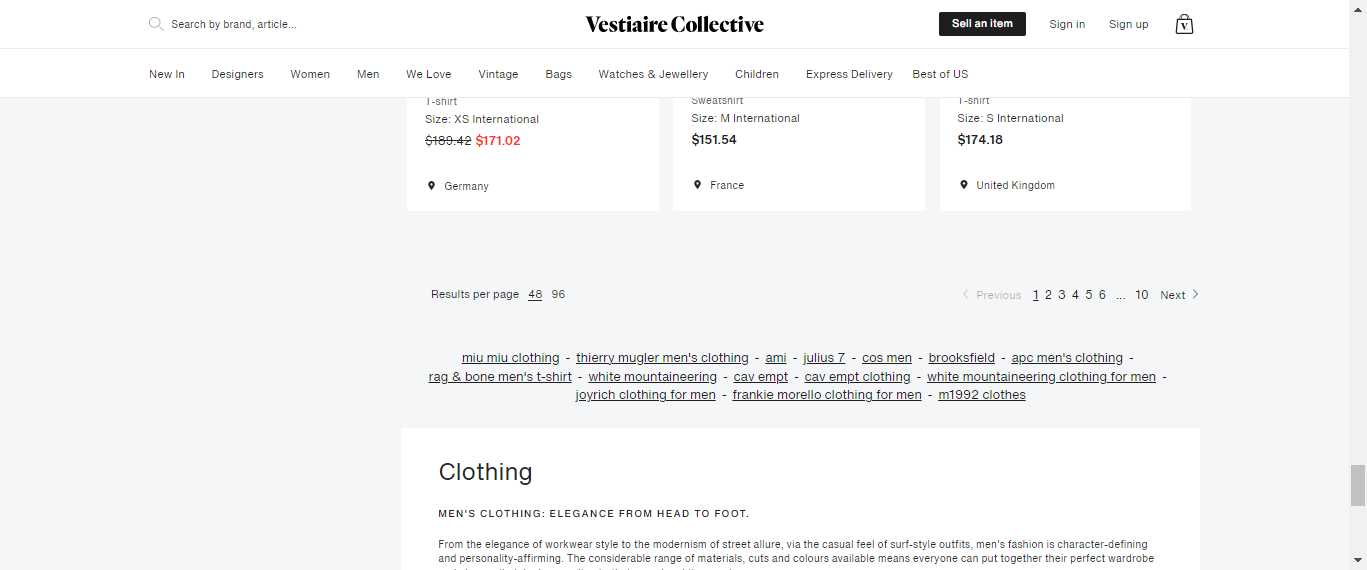 Search by brand, article...
Vestiaire Collective
Sell an item
Sign in
Sign up
V
New In
Designers
Women
Men
We Love
Vintage
Bags
Watches & Jewellery
Children
Express Delivery
Best of US
T-shirt
Size: XS International
$189.42 $171.02
Germany
Sweatshirt
Size: M International
$151.54
France
T-shirt
Size: S International
$174.18
United Kingdom
Results per page 48 96
Previous 1 2 3 4 5 6 ... 10 Next
miu miu clothing - thierry mugler men's clothing - ami - julius 7 - cos men - brooksfield - apc men's clothing -
rag & bone men's t-shirt - white mountaineering - cav empt - cav empt clothing - white mountaineering clothing for men -
joyrich clothing for men - frankie morello clothing for men - m1992 clothes
Clothing
MEN'S CLOTHING: ELEGANCE FROM HEAD TO FOOT.
From the elegance of workwear style to the modernism of street allure, via the casual feel of surf-style outfits, men's fashion is character-defining
and personality-affirming. The considerable range of materials, cuts and colours available means everyone can put together their perfect wardrobe